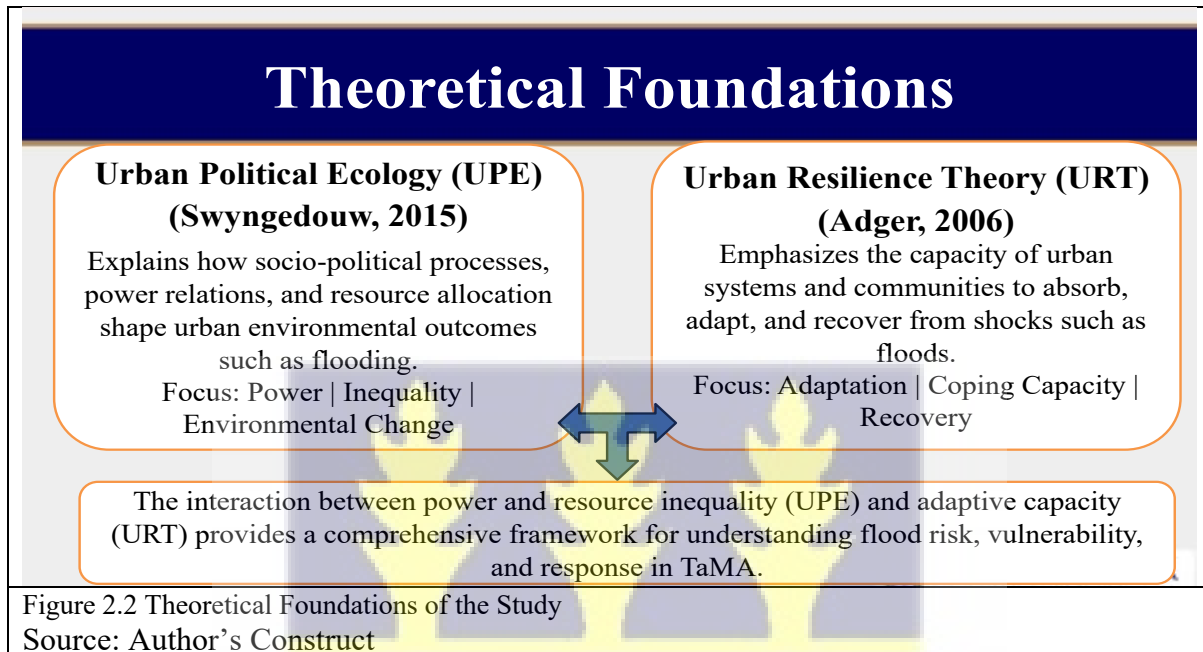 Theoretical Foundations
Urban Political Ecology (UPE)
(Swyngedouw, 2015)
Explains how socio-political processes,
power relations, and resource allocation
shape urban environmental outcomes
such as flooding.
Focus: Power | Inequality |
Environmental Change
Urban Resilience Theory (URT)
(Adger, 2006)
Emphasizes the capacity of urban
systems and communities to absorb,
adapt, and recover from shocks such as
floods.
Focus: Adaptation | Coping Capacity |
Recovery
The interaction between power and resource inequality (UPE) and adaptive capacity
(URT) provides a comprehensive framework for understanding flood risk, vulnerability,
and response in TaMA.
Figure 2.2 Theoretical Foundations of the Study
Source: Author’s Construct